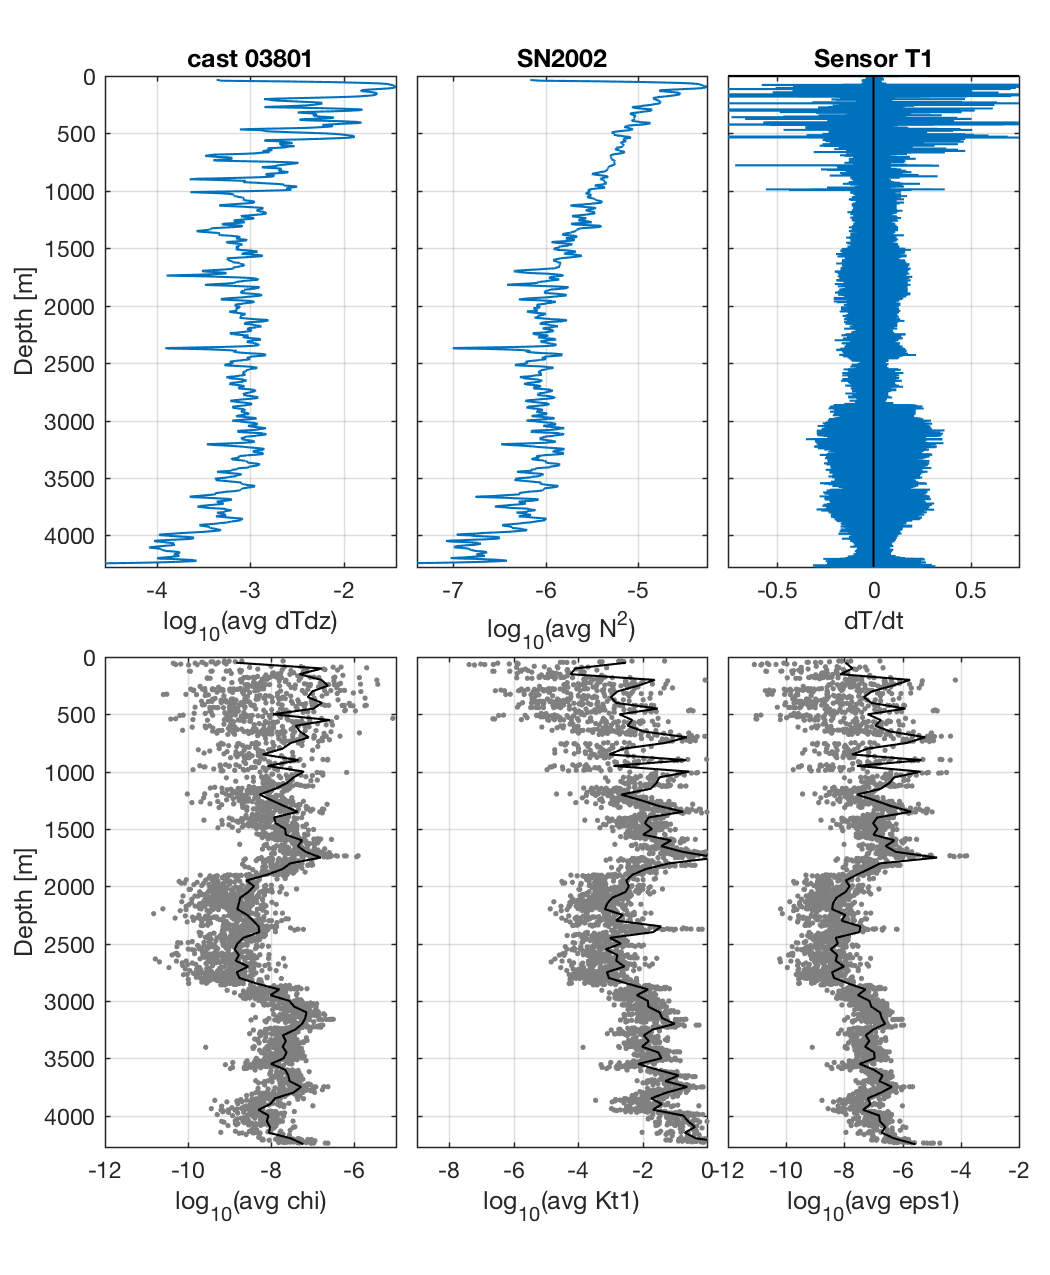 cast 03801
SN2002
Sensor T1
0
500
1000
1500
2000
2500
3000
3500
4000
Depth [m]
-4 -3 -2
-7 -6 -5
-0.5 0 0.5
log10(avg dTdz)
log10(avg N2)
dT/dt
0
500
1000
1500
2000
2500
3000
3500
4000
Depth [m]
-12 -10 -8 -6
-8 -6 -4 -2 0
-12 -10 -8 -6 -4 -2
log10(avg chi)
log10(avg Kt1)
log10(avg eps1)